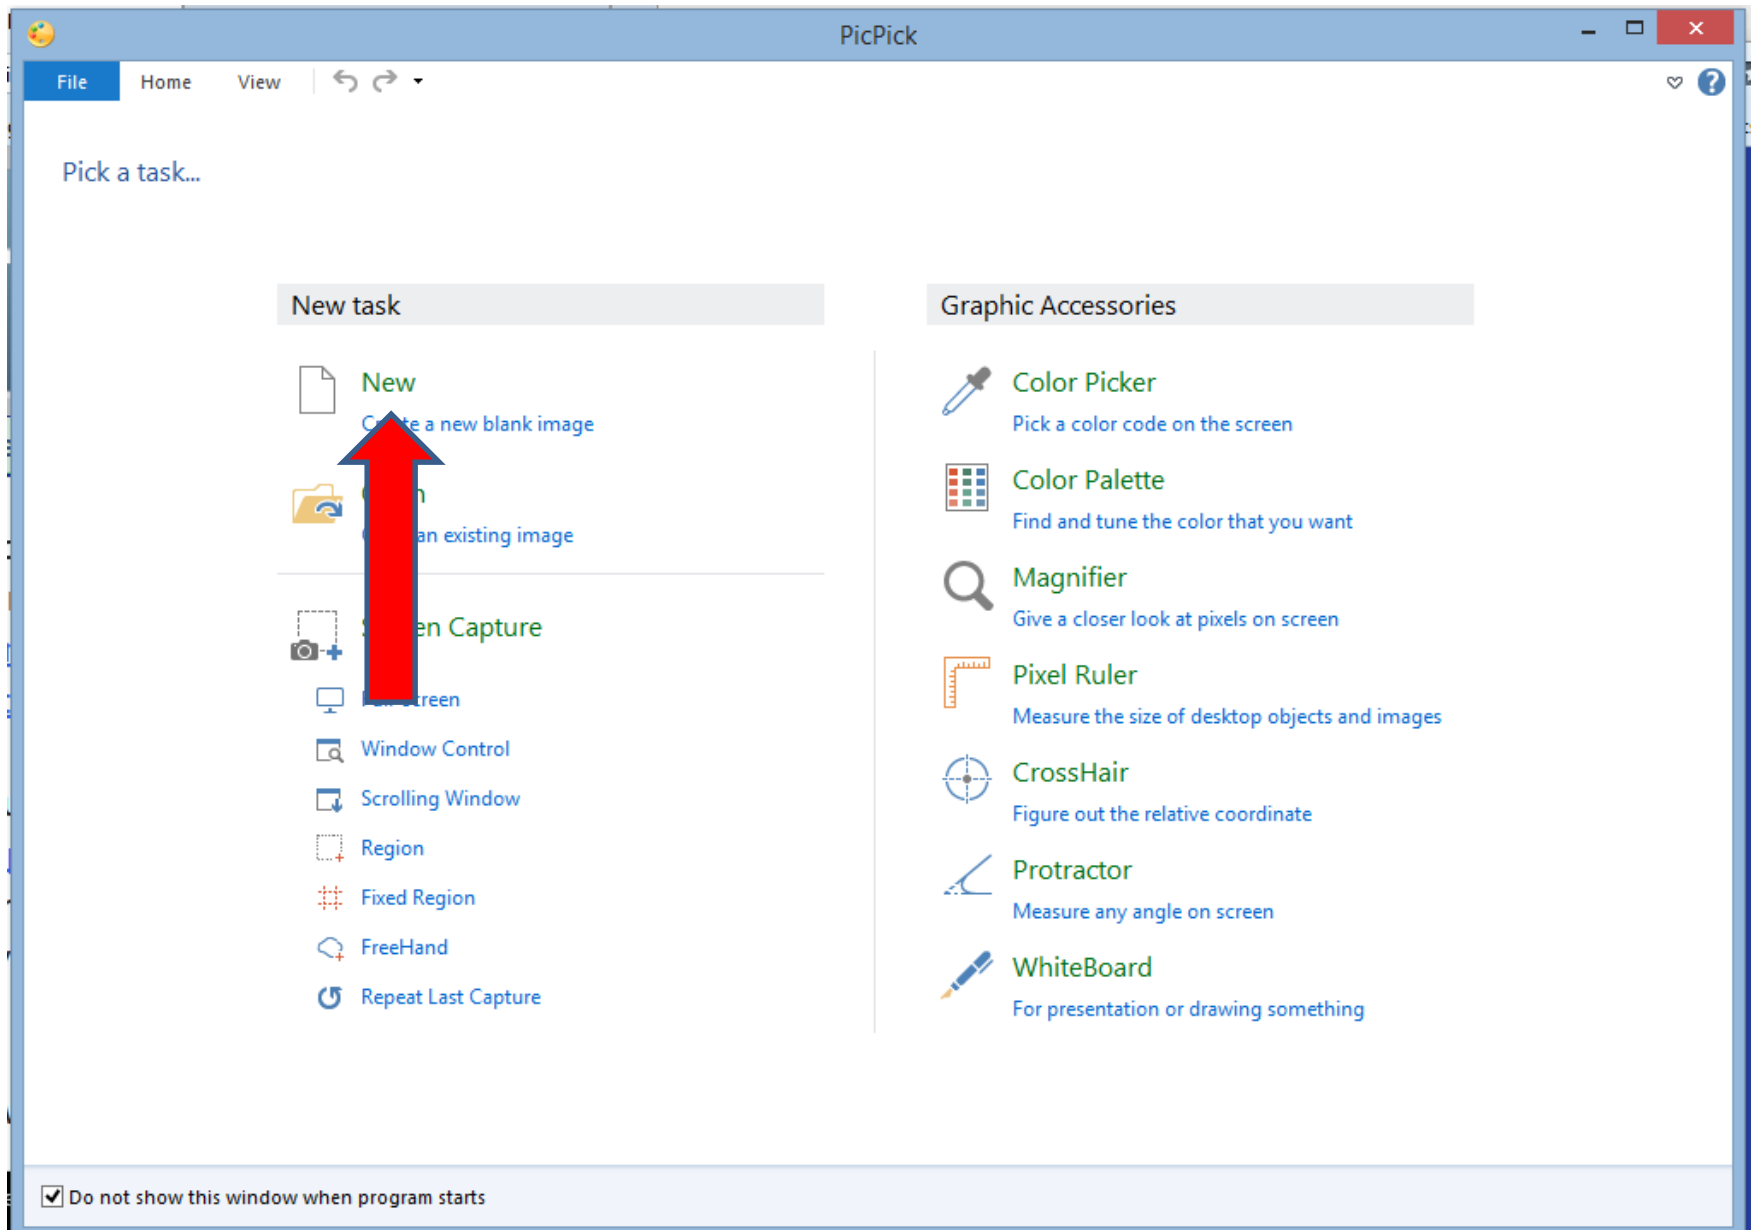 PicPick
File Home View
Pick a task...
New task
New
a new blank image
an existing image
Capture
Window Control
Scrolling Window
Region
Fixed Region
FreeHand
Repeat Last Capture
Graphic Accessories
Color Picker
Pick a color code on the screen
Color Palette
Find and tune the color that you want
Magnifier
Give a closer look at pixels on screen
Pixel Ruler
Measure the size of desktop objects and images
CrossHair
Figure out the relative coordinate
Protractor
Measure any angle on screen
WhiteBoard
For presentation or drawing something
Do not show this window when program starts